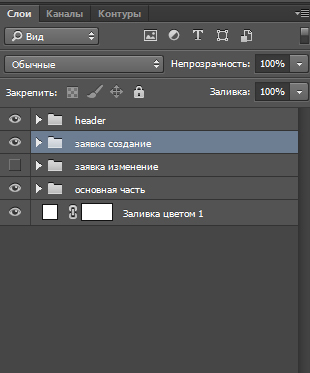 Слои Каналы Контуры
Вид T
Обычные Непрозрачность: 100%
Закрепить: Заливка: 100%
header
заявка создание
заявка изменение
основная часть
Заливка цветом 1